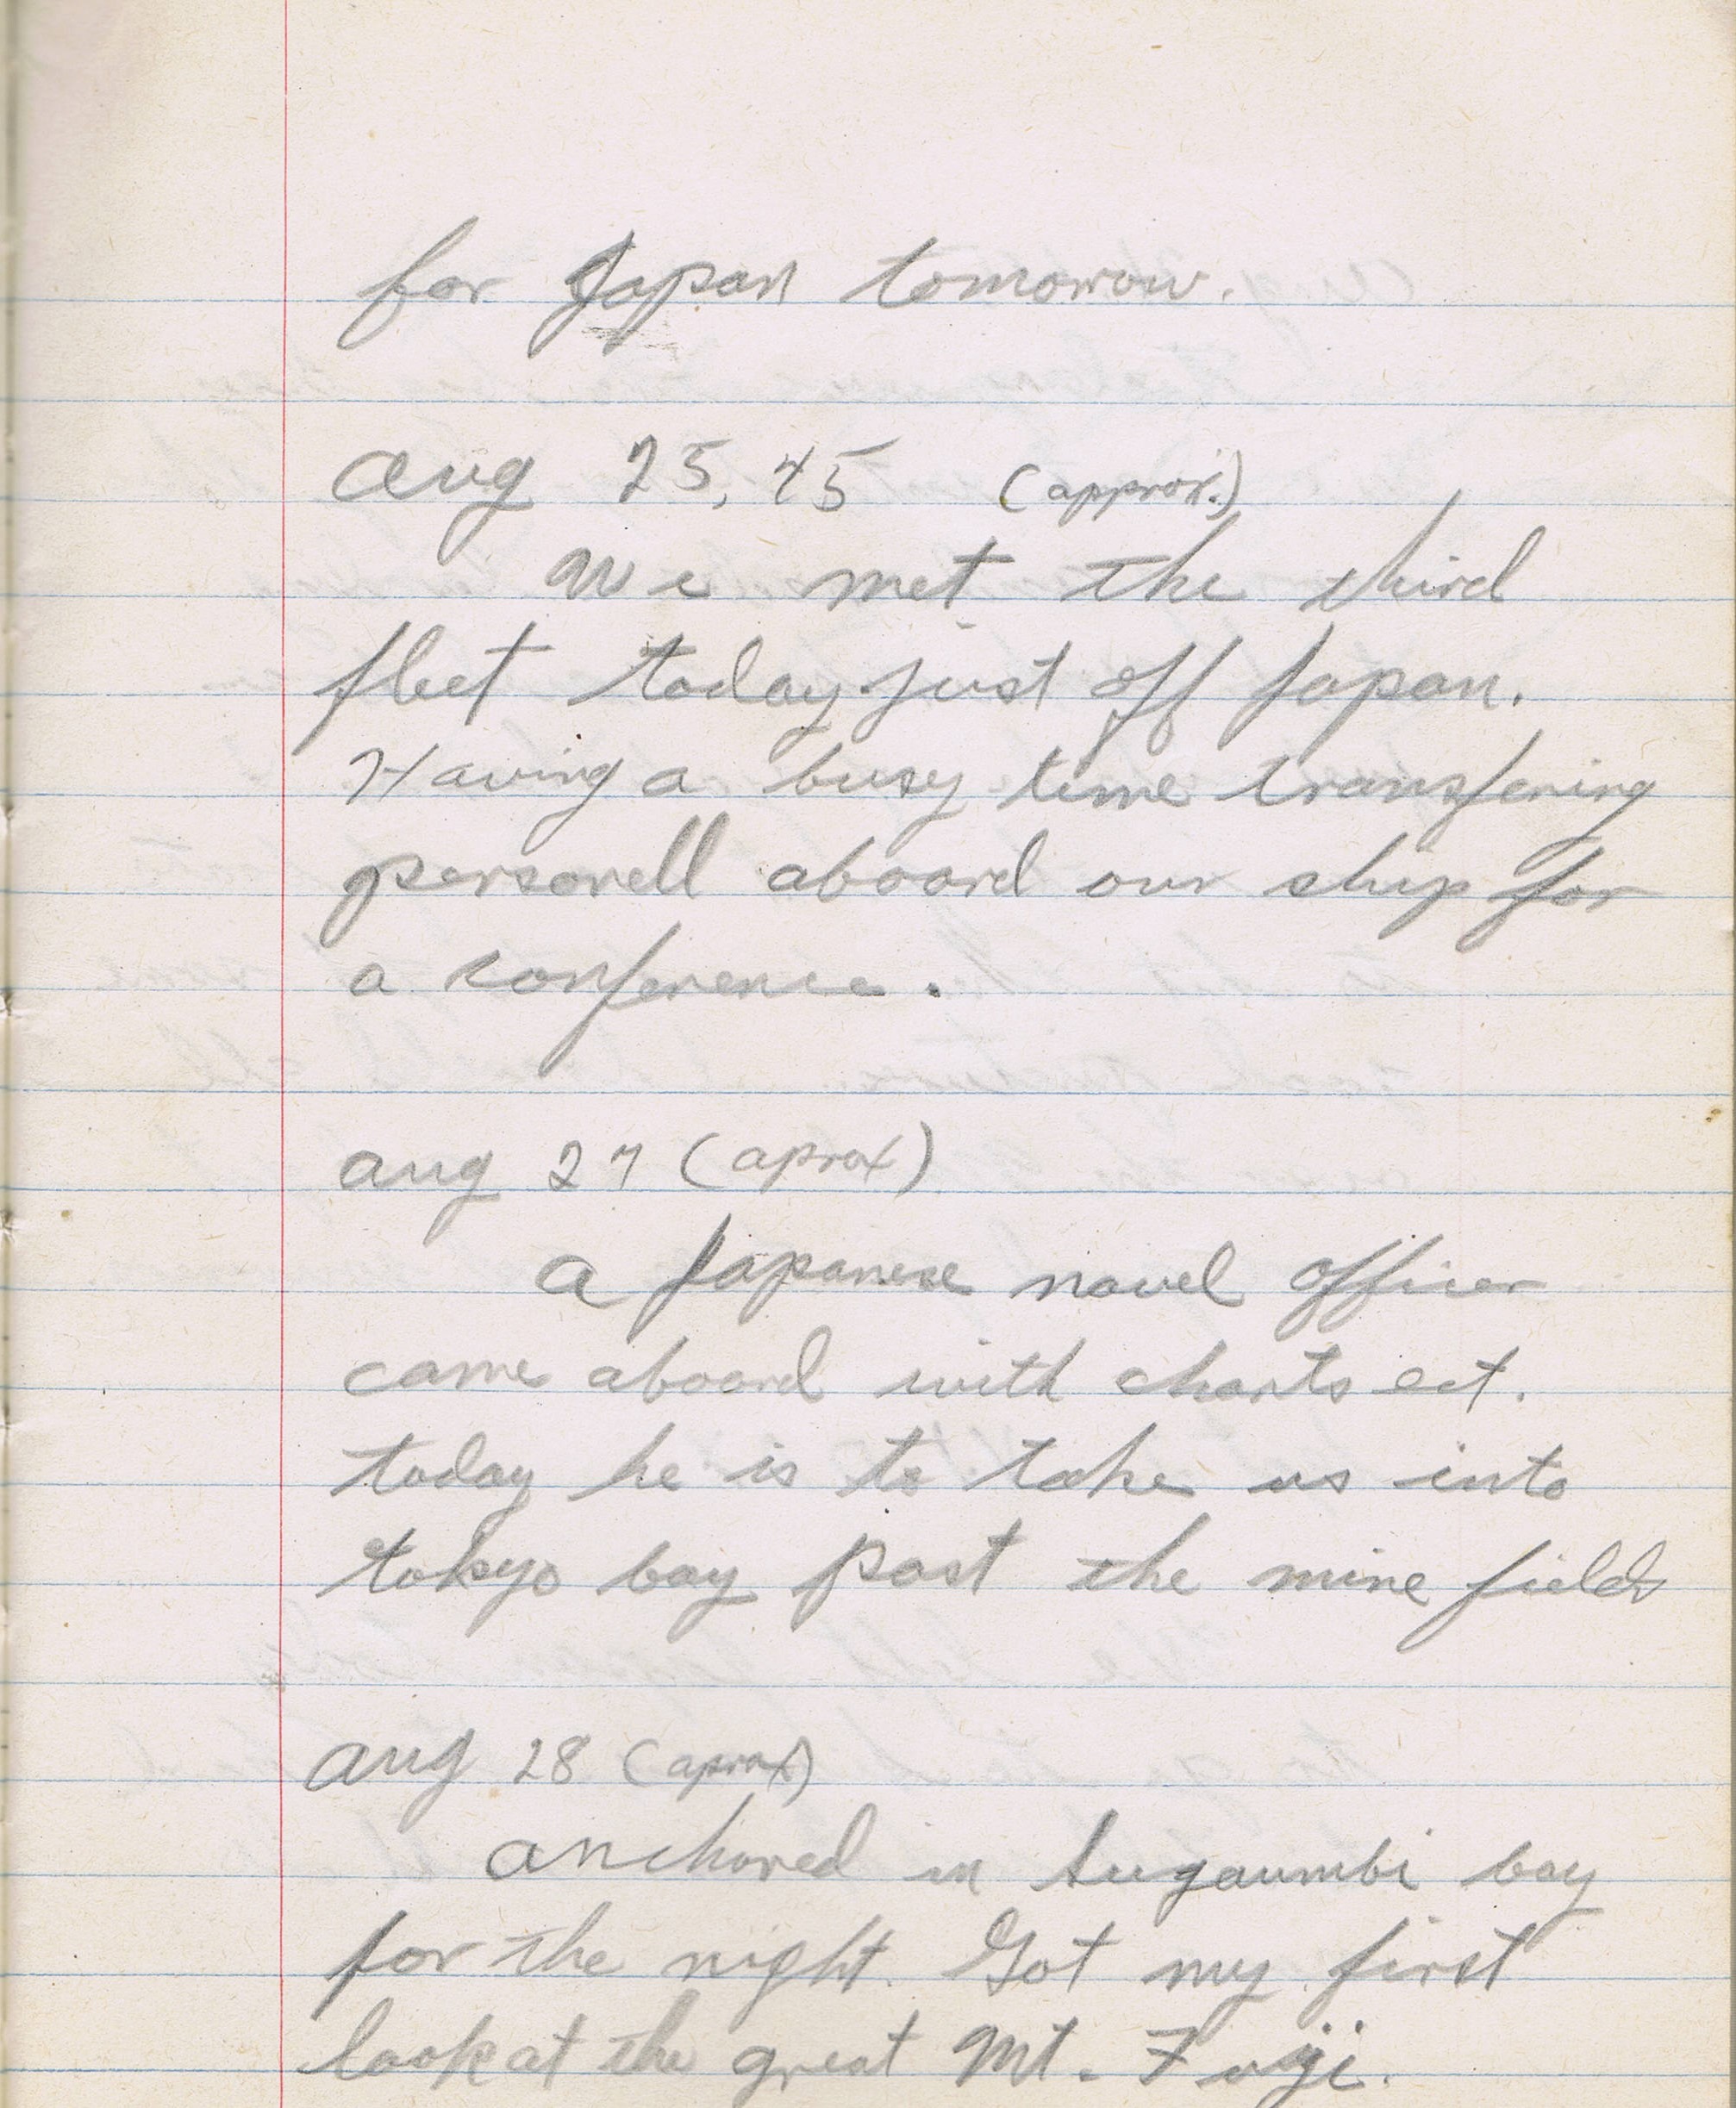 for Japan tomorow.
Aug 25, 45 (approx.)
We met the third
fleet today just off Japan.
Having a busy time transfering
personell aboard our ship for
a conference.
Aug 27 (aprox)
A Japanese navel officer
came aboard with charts ect.
today he is to take us into
tokyo bay past the mine fields
Aug 28 (aprox)
Anchored in Sugaumbi bay
for the night. Got my first
look at the great Mt. Fuji.